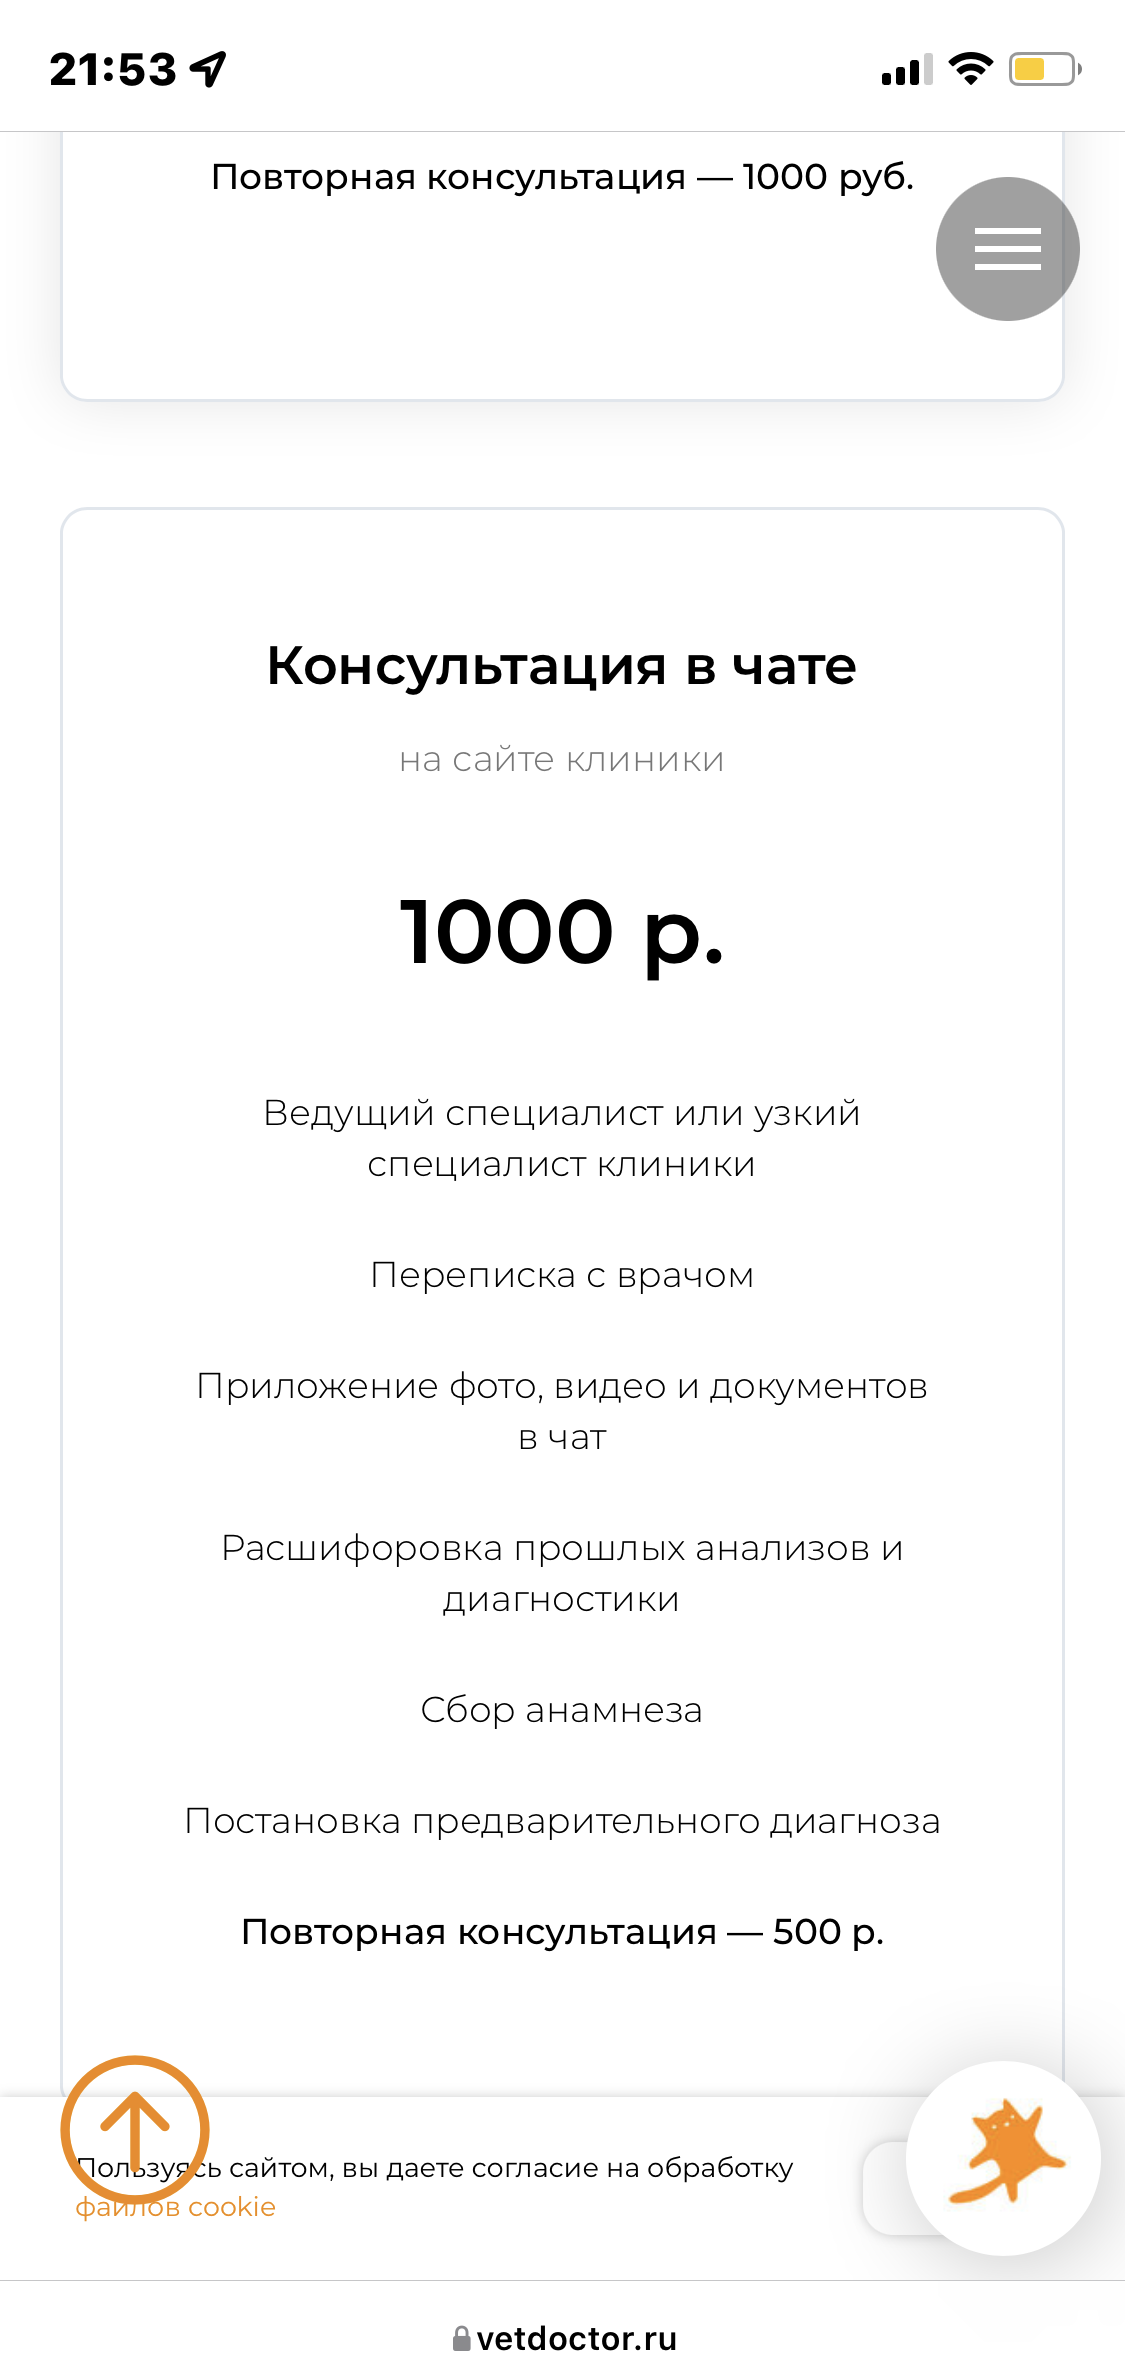 21:53
Повторная консультация — 1000 руб.
Консультация в чате
на сайте клиники
1000 р.
Ведущий специалист или узкий
специалист клиники
Переписка с врачом
Приложение фото, видео и документов
в чат
Расшифоровка прошлых анализов и
диагностики
Сбор анамнеза
Постановка предварительного диагноза
Повторная консультация — 500 р.
Пользуясь сайтом, вы даете согласие на обработку
файлов cookie
vetdoctor.ru